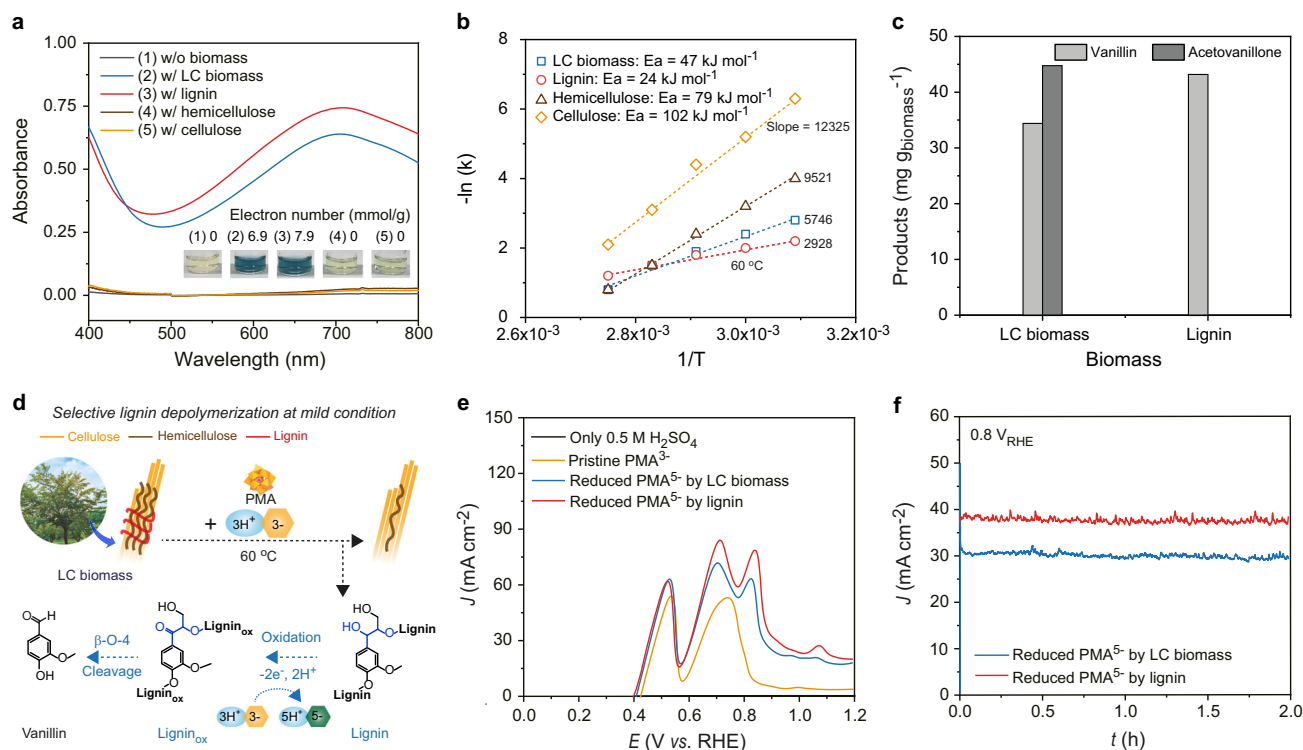 a
1.00
0.75
0.50
0.25
0.00
Absorbance
(1) w/o biomass
(2) w/ LC biomass
(3) w/ lignin
(4) w/ hemicellulose
(5) w/ cellulose
Electron number (mmol/g)
(1) 0 (2) 6.9 (3) 7.9 (4) 0 (5) 0
400 500 600 700 800
Wavelength (nm)
b
8
6
4
2
0
-ln (k)
LC biomass: Ea = 47 kJ mol⁻¹
Lignin: Ea = 24 kJ mol⁻¹
Hemicellulose: Ea = 79 kJ mol⁻¹
Cellulose: Ea = 102 kJ mol⁻¹
Slope = 12325
9521
5746
2928
60 ºC
2.6x10⁻³ 2.8x10⁻³ 3.0x10⁻³ 3.2x10⁻³
1/T
c
50
40
30
20
10
0
Products (mg g_biomass⁻¹)
Vanillin Acetovanillone
LC biomass Lignin
Biomass
d
Selective lignin depolymerization at mild condition
Cellulose Hemicellulose Lignin
PMA
+ 3H⁺ 3-
60 ºC
LC biomass
HO
O Ligninox
O
β-O-4
Cleavage
O
H
O
OH
O
O
Ligninox
Oxidation
-2e⁻, 2H⁺
HO
HO Lignin
O
O
O
Lignin
3H⁺ 3- 5H⁺ 5-
Vanillin Ligninox Lignin
e
150
120
90
60
30
0
J (mA cm⁻²)
Only 0.5 M H₂SO₄
Pristine PMA³⁻
Reduced PMA⁵⁻ by LC biomass
Reduced PMA⁵⁻ by lignin
0.0 0.2 0.4 0.6 0.8 1.0 1.2
E (V vs. RHE)
f
60
50
40
30
20
10
0
J (mA cm⁻²)
0.8 V_RHE
Reduced PMA⁵⁻ by LC biomass
Reduced PMA⁵⁻ by lignin
0.0 0.5 1.0 1.5 2.0
t (h)